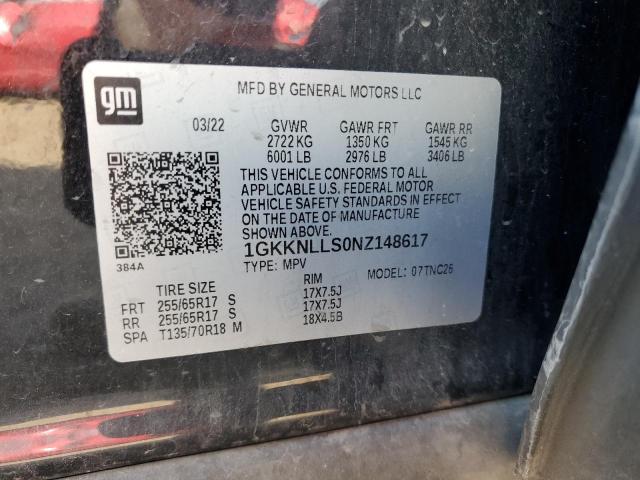 gm
MFD BY GENERAL MOTORS LLC
03/22 GVWR GAWR FRT GAWR RR
2722 KG 1350 KG 1545 KG
6001 LB 2976 LB 3406 LB
THIS VEHICLE CONFORMS TO ALL
APPLICABLE U.S. FEDERAL MOTOR
VEHICLE SAFETY STANDARDS IN EFFECT
ON THE DATE OF MANUFACTURE
SHOWN ABOVE.
1GKKNLLS0NZ148617
384A
TYPE: MPV MODEL: 07TNC26
TIRE SIZE RIM
FRT 255/65R17 S 17X7.5J
RR 255/65R17 S 17X7.5J
SPA T135/70R18 M 18X4.5B